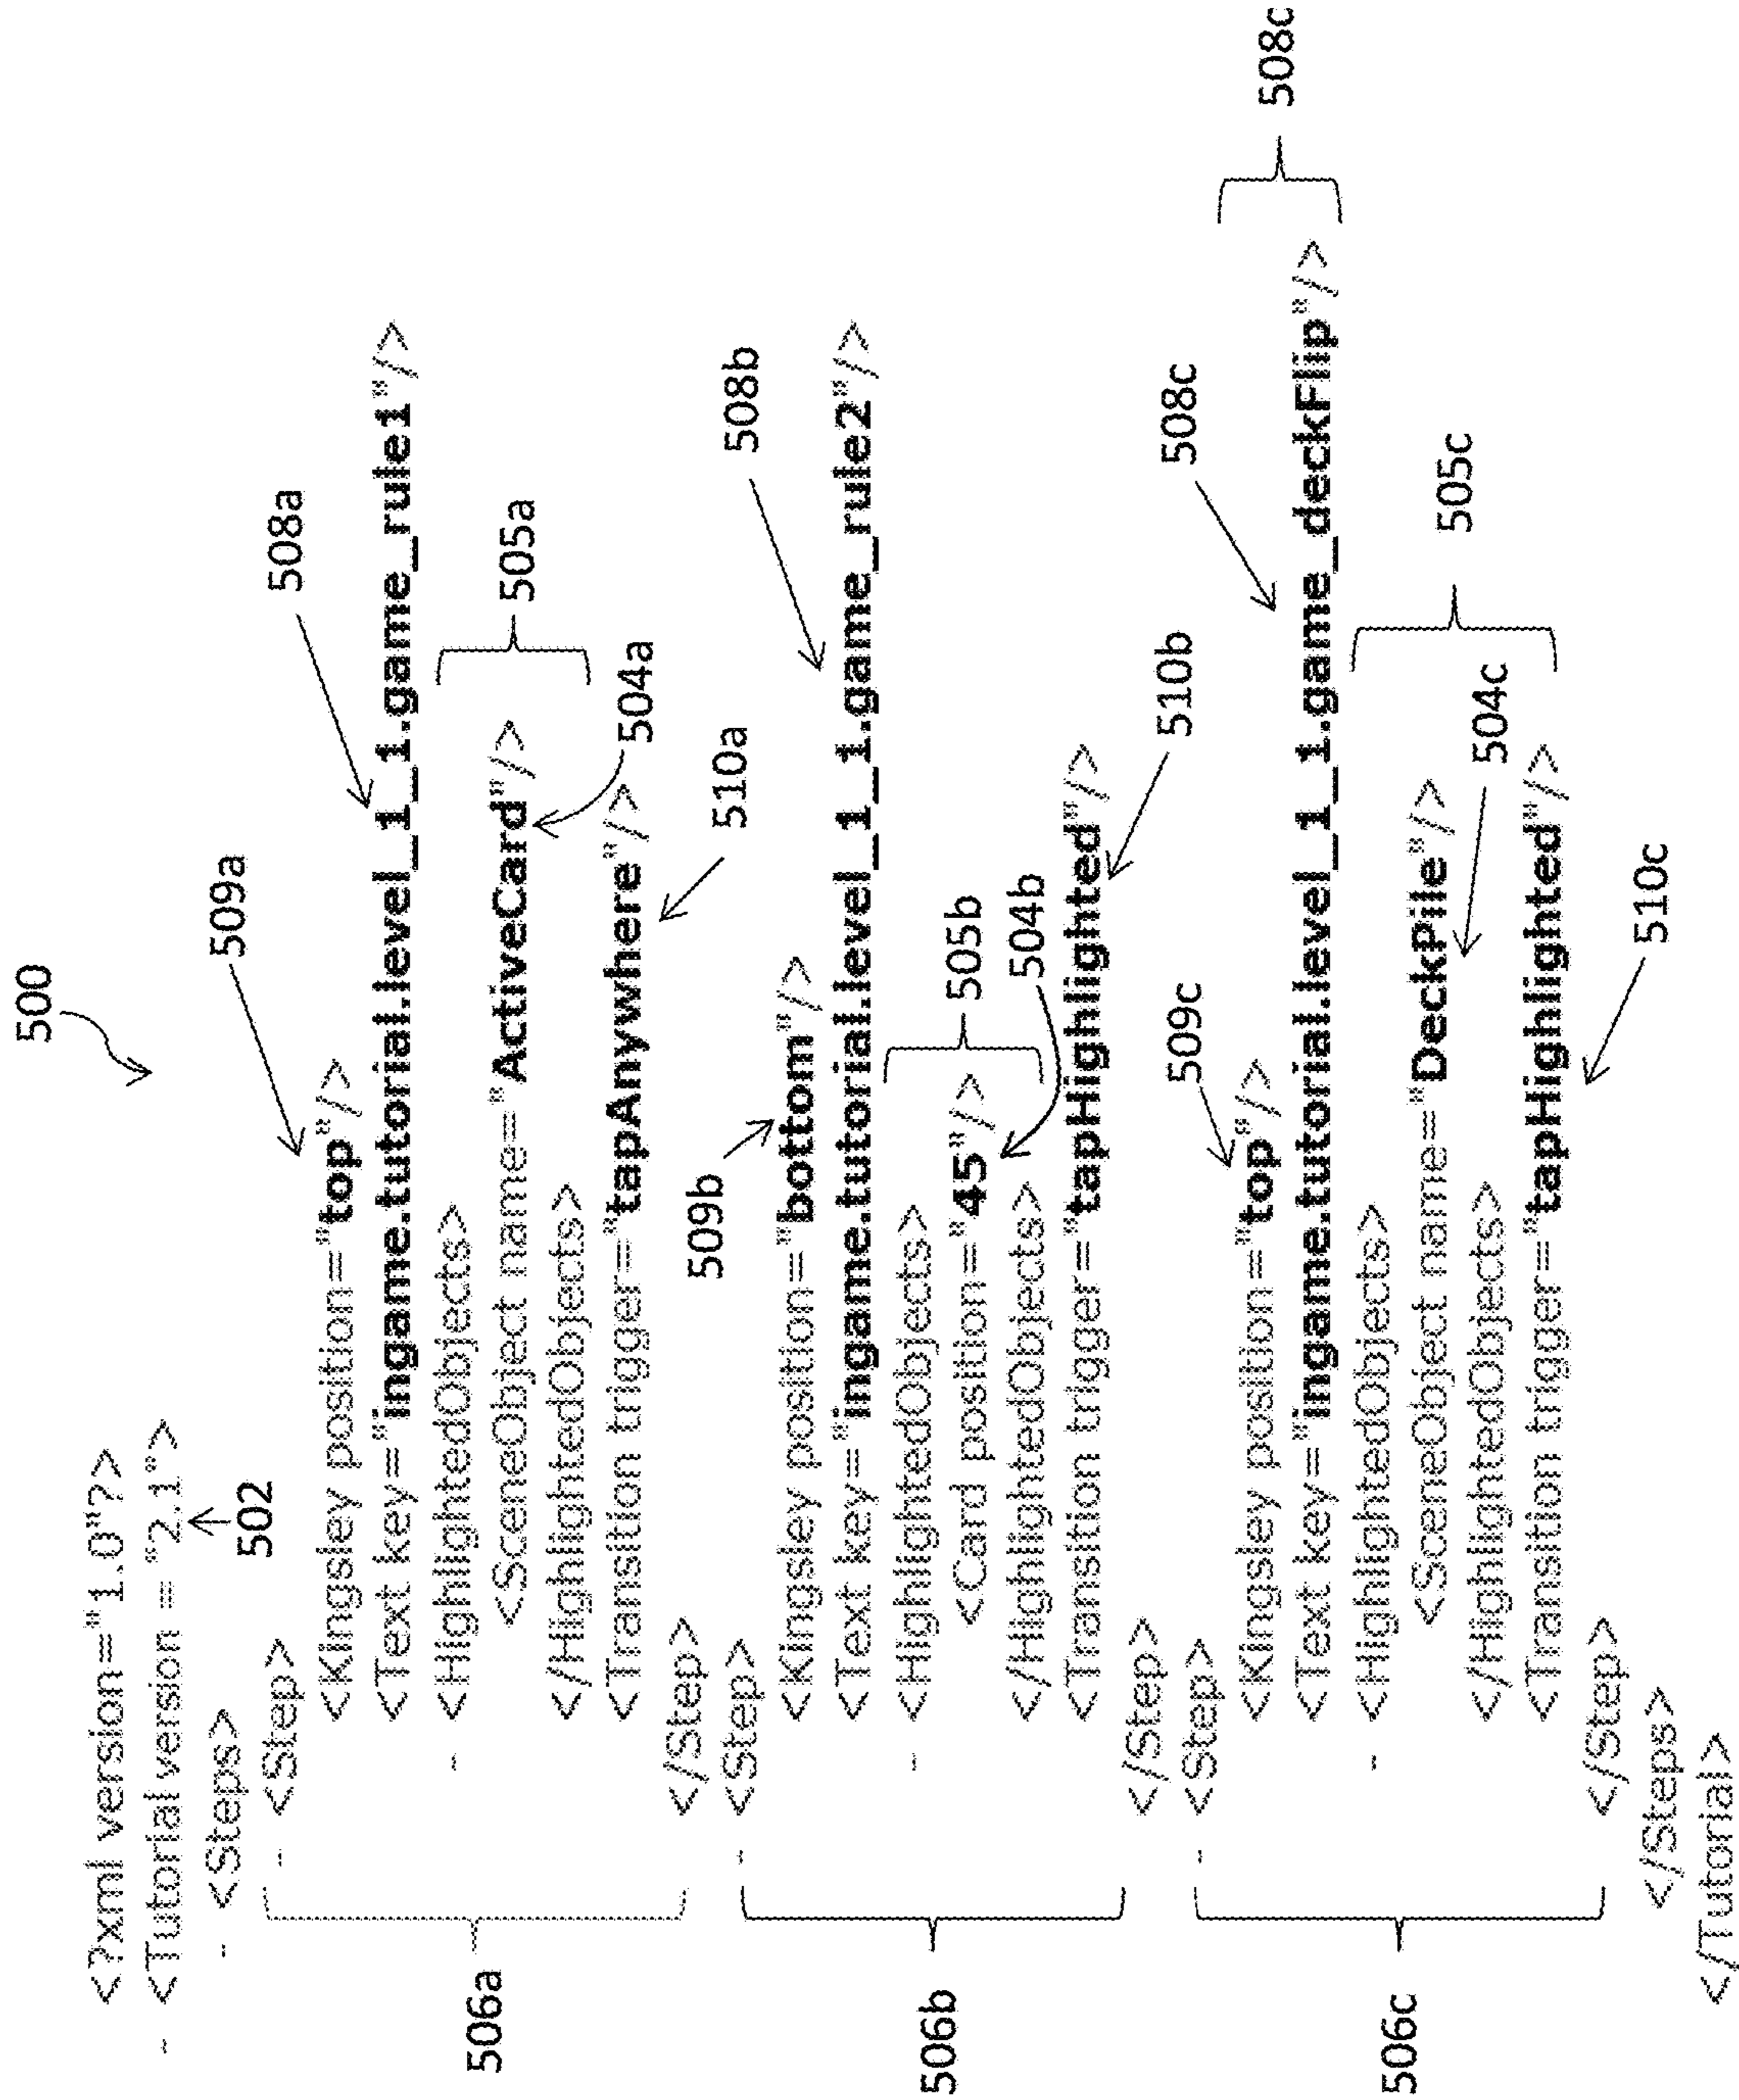 500
<?xml version="1.0"?>
- <Tutorial version = "2.1">
502
- <Steps>
- <Step>
509a
508a
<Kingsley position="top"/>
<Text key="ingame.tutorial.level_1_1.game_rule1"/>
- <HighlightedObjects>
<SceneObject name="ActiveCard"/>
</HighlightedObjects>
505a
504a
<Transition trigger="tapAnywhere"/>
510a
</Step>
506a
- <Step>
509b
508b
<Kingsley position="bottom"/>
<Text key="ingame.tutorial.level_1_1.game_rule2"/>
- <HighlightedObjects>
<Card position="45"/>
</HighlightedObjects>
505b
504b
<Transition trigger="tapHighlighted"/>
510b
</Step>
506b
- <Step>
509c
508c
<Kingsley position="top"/>
<Text key="ingame.tutorial.level_1_1.game_deckFlip"/>
508c
- <HighlightedObjects>
<SceneObject name="DeckPile"/>
</HighlightedObjects>
505c
504c
<Transition trigger="tapHighlighted"/>
510c
</Step>
506c
</Steps>
</Tutorial>